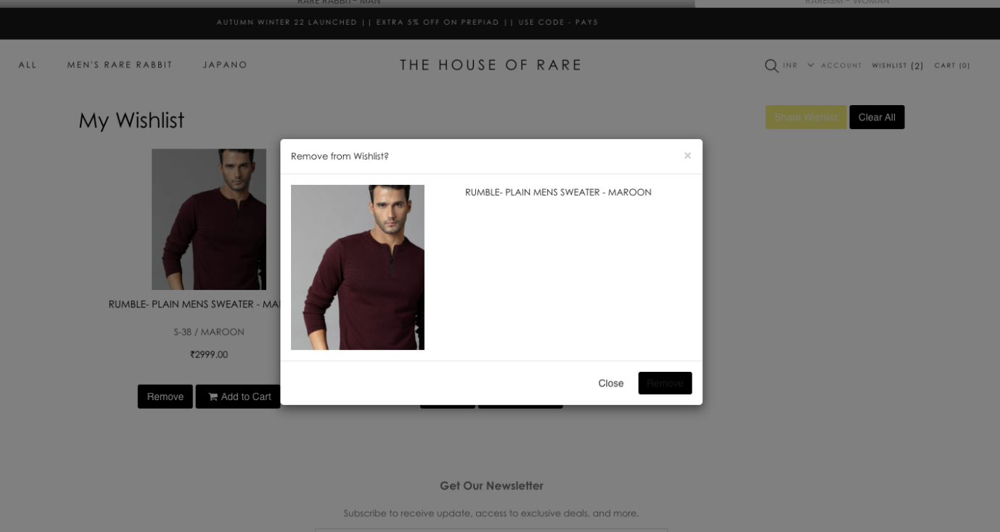 RARE RABBIT- MAN
RAREISM - WOMAN
AUTUMN WINTER 22 LAUNCHED || EXTRA 5% OFF ON PREPIAD || USE CODE - PAY5
ALL
MEN'S RARE RABBIT
JAPANO
THE HOUSE OF RARE
INR
ACCOUNT
WISHLIST (2)
CART (0)
My Wishlist
Share Wishlist
Clear All
Remove from Wishlist?
×
RUMBLE- PLAIN MENS SWEATER - MAROON
RUMBLE- PLAIN MENS SWEATER - MA
S-38 / MAROON
₹2999.00
Remove
Add to Cart
Close
Remove
Get Our Newsletter
Subscribe to receive update, access to exclusive deals, and more.